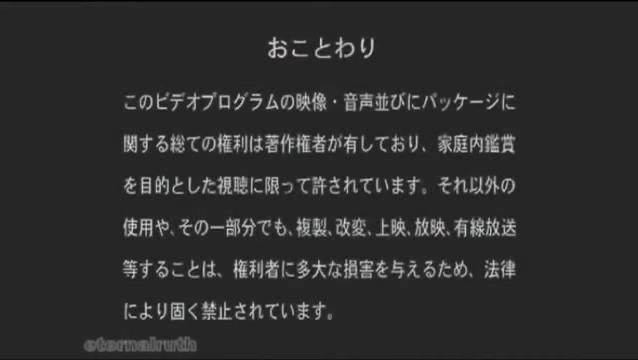 おことわり
このビデオプログラムの映像・音声並びにパッケージに
関する総ての権利は著作権者が有しており、家庭内鑑賞
を目的とした視聴に限って許されています。それ以外の
使用や、その一部分でも、複製、改変、上映、放映、有線放送
等することは、権利者に多大な損害を与えるため、法律
により固く禁止されています。
eternalruth